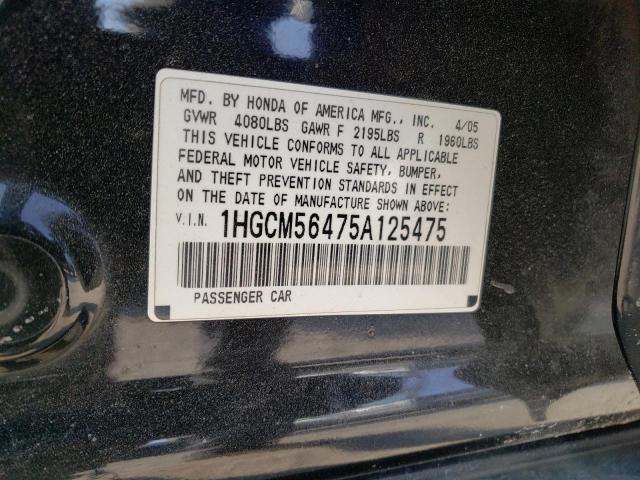 MFD. BY HONDA OF AMERICA MFG., INC. 4/05
GVWR 4080LBS GAWR F 2195LBS R 1960LBS
THIS VEHICLE CONFORMS TO ALL APPLICABLE
FEDERAL MOTOR VEHICLE SAFETY, BUMPER,
AND THEFT PREVENTION STANDARDS IN EFFECT
ON THE DATE OF MANUFACTURE SHOWN ABOVE:
V.I.N. 1HGCM56475A125475
PASSENGER CAR